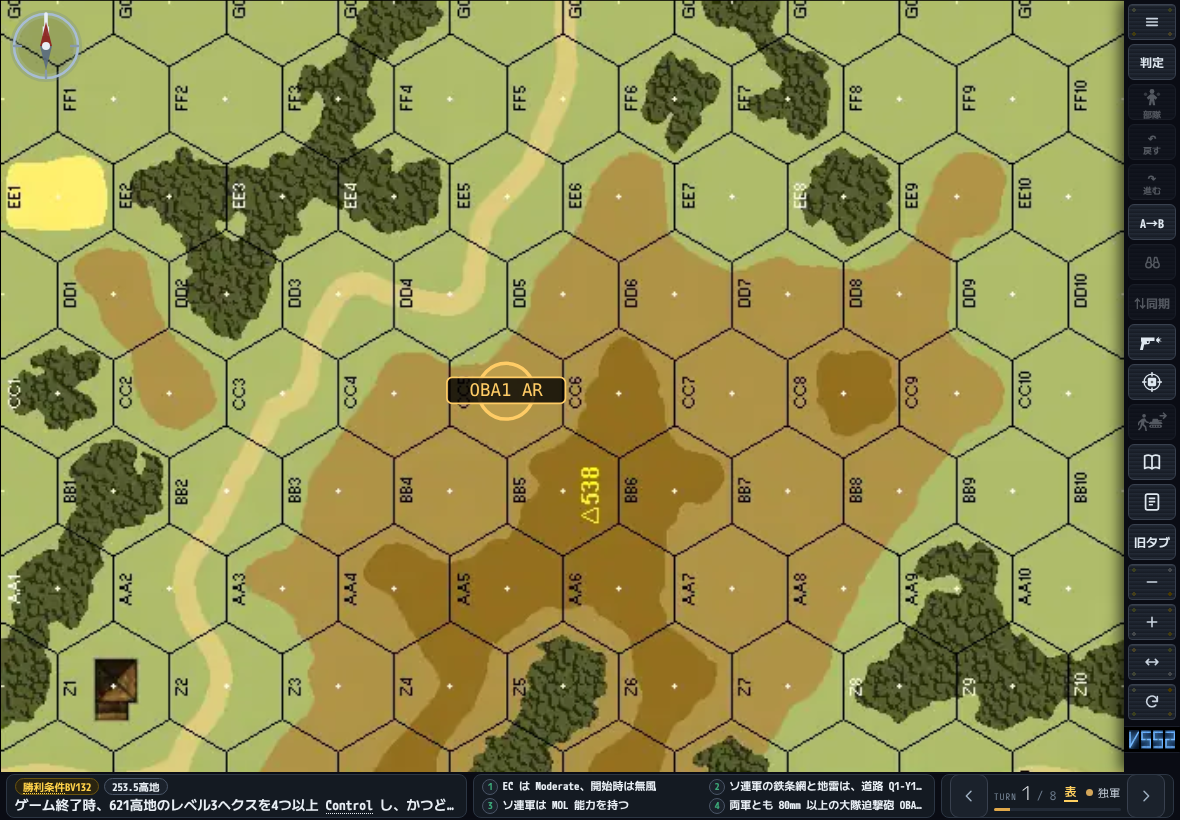 FF1 FF2 FF3 FF4 FF5 FF6 FF7 FF8 FF9 FF10
EE1 EE2 EE3 EE4 EE5 EE6 EE7 EE8 EE9 EE10
DD1 DD2 DD3 DD4 DD5 DD6 DD7 DD8 DD9 DD10
CC1 CC2 CC3 CC4 CC6 CC7 CC8 CC9 CC10
OBA1 AR
BB1 BB2 BB3 BB4 BB5 BB6 BB7 BB8 BB9 BB10
△538
AA1 AA2 AA3 AA4 AA5 AA6 AA7 AA8 AA9 AA10
Z1 Z2 Z3 Z4 Z5 Z6 Z7 Z8 Z9 Z10
判定
部隊
戻す
進む
A→B
⇅同期
旧タブ
VSS2
勝利条件BV132 253.5高地
ゲーム終了時、621高地のレベル3ヘクスを4つ以上 Control し、かつど…
1 EC は Moderate、開始時は無風
2 ソ連軍の鉄条網と地雷は、道路 Q1-Y1…
3 ソ連軍は MOL 能力を持つ
4 両軍とも 80mm 以上の大隊迫撃砲 OBA…
TURN 1 / 8 表 独軍